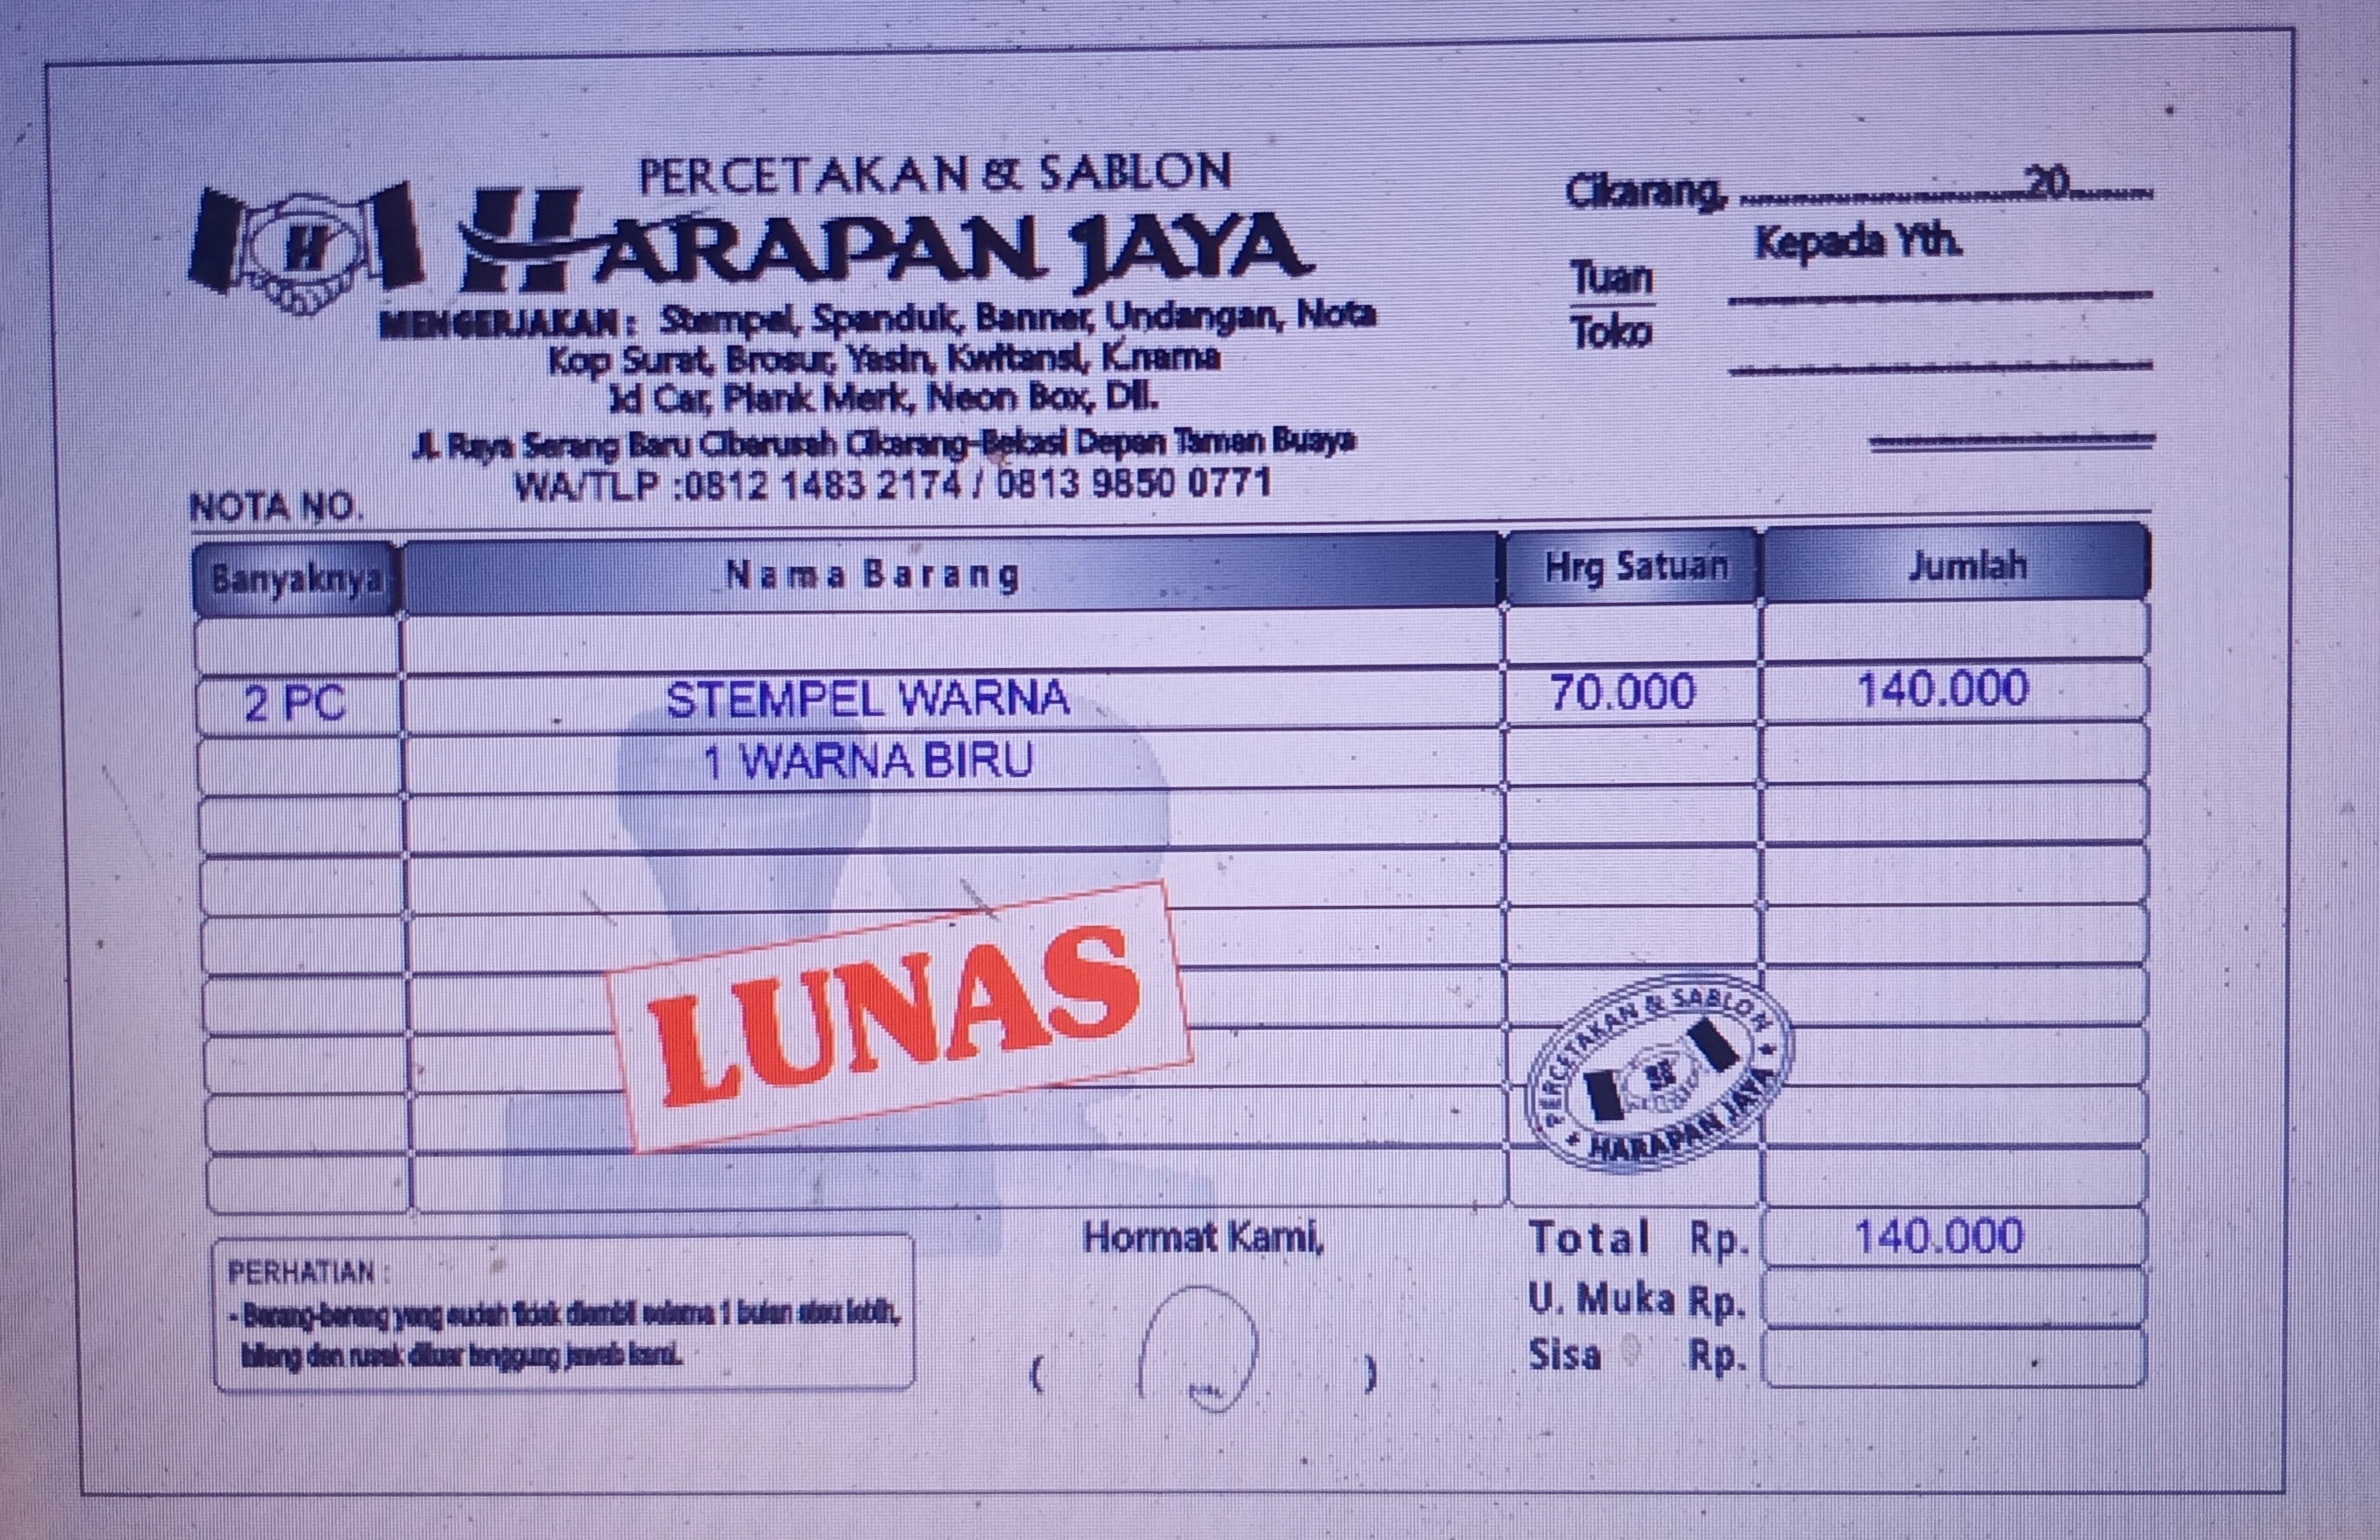 PERCETAKAN & SABLON
HARAPAN JAYA
MENGERJAKAN : Stempel, Spanduk, Banner, Undangan, Nota
Kop Surat, Brosur, Yasin, Kwitansi, K.nama
Id Car, Plank Merk, Neon Box, Dll.
Jl. Raya Serang Baru Cibarusah Cikarang-Bekasi Depan Taman Buaya
WA/TLP :0812 1483 2174 / 0813 9850 0771
Cikarang, 20
Kepada Yth.
Tuan
Toko
NOTA NO.
Banyaknya Nama Barang Hrg Satuan Jumlah
2 PC STEMPEL WARNA 70.000 140.000
1 WARNA BIRU
LUNAS
PERCETAKAN & SABLON
H
HARAPAN JAYA
Hormat Kami,
( )
Total Rp. 140.000
U. Muka Rp.
Sisa Rp.
PERHATIAN :
- Barang-barang yang sudah tidak diambil selama 1 bulan atau lebih,
hilang dan rusak diluar tanggung jawab kami.